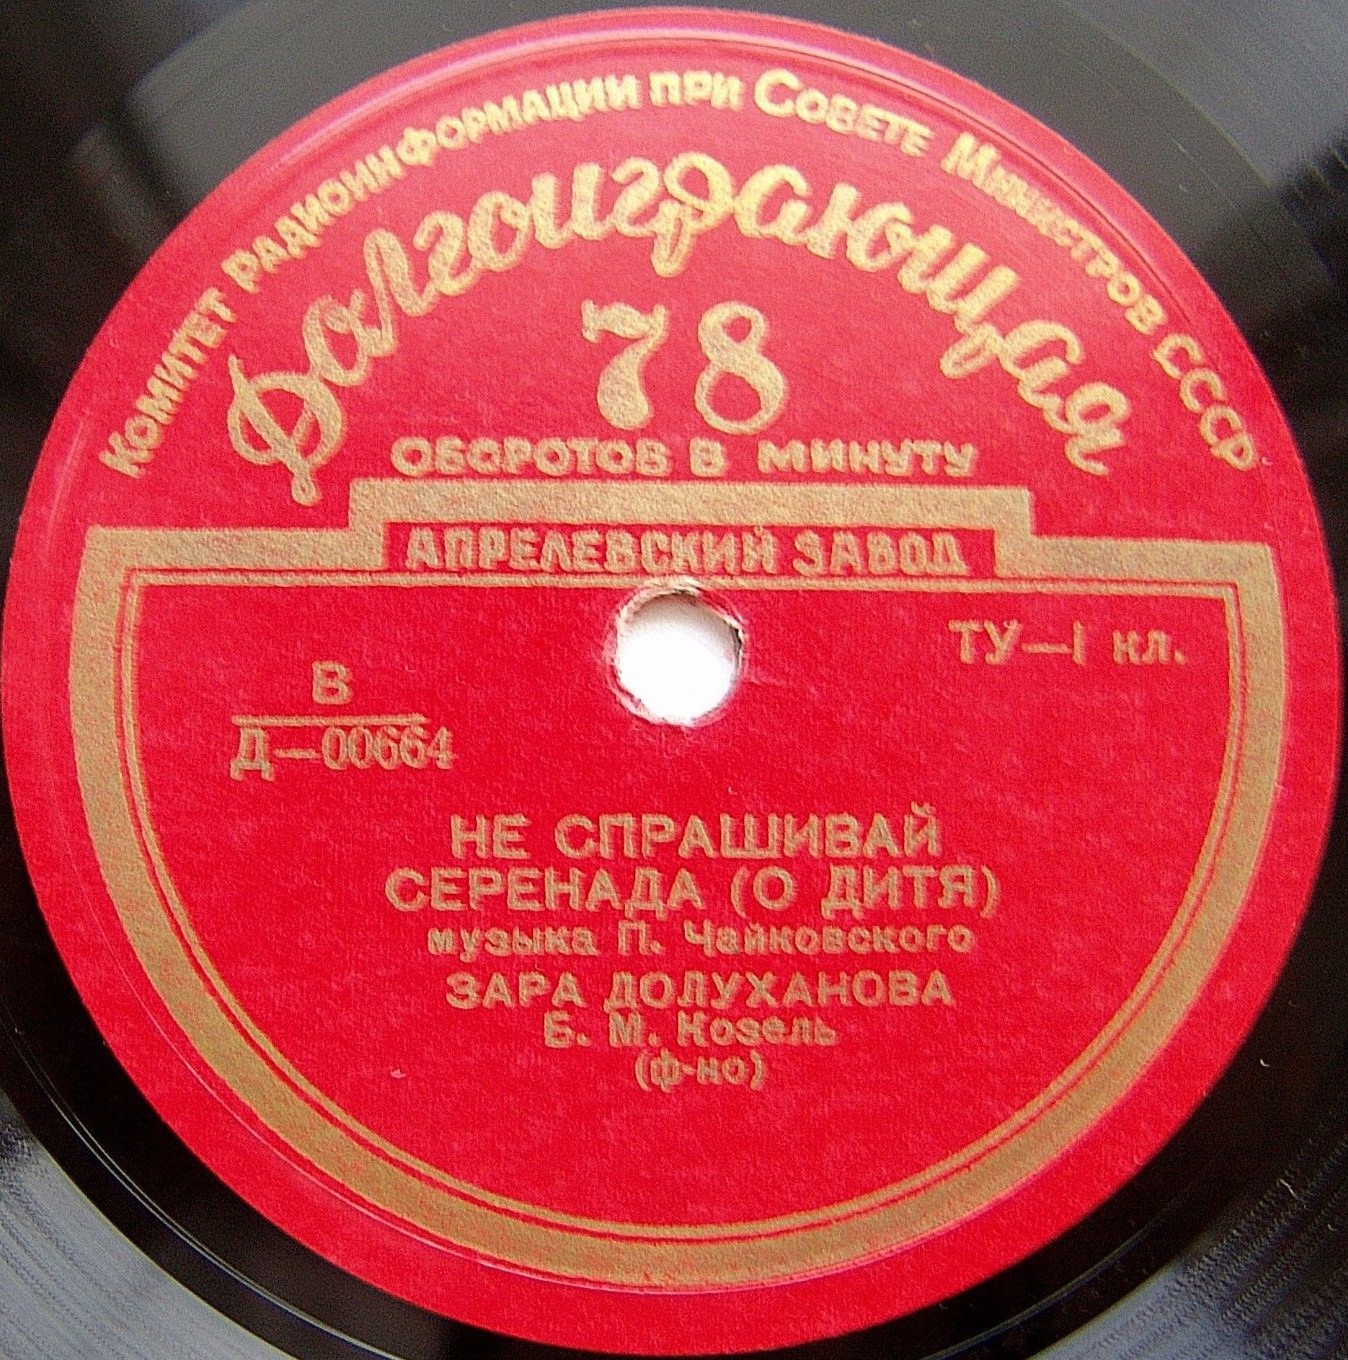 Комитет Радиоинформации при Совете Министров СССР
Долгоиграющая
78
ОБОРОТОВ В МИНУТУ
АПРЕЛЕВСКИЙ ЗАВОД
ТУ—I кл.
В
Д—00664
НЕ СПРАШИВАЙ
СЕРЕНАДА (О ДИТЯ)
музыка П. Чайковского
ЗАРА ДОЛУХАНОВА
Б. М. Козель
(ф-но)